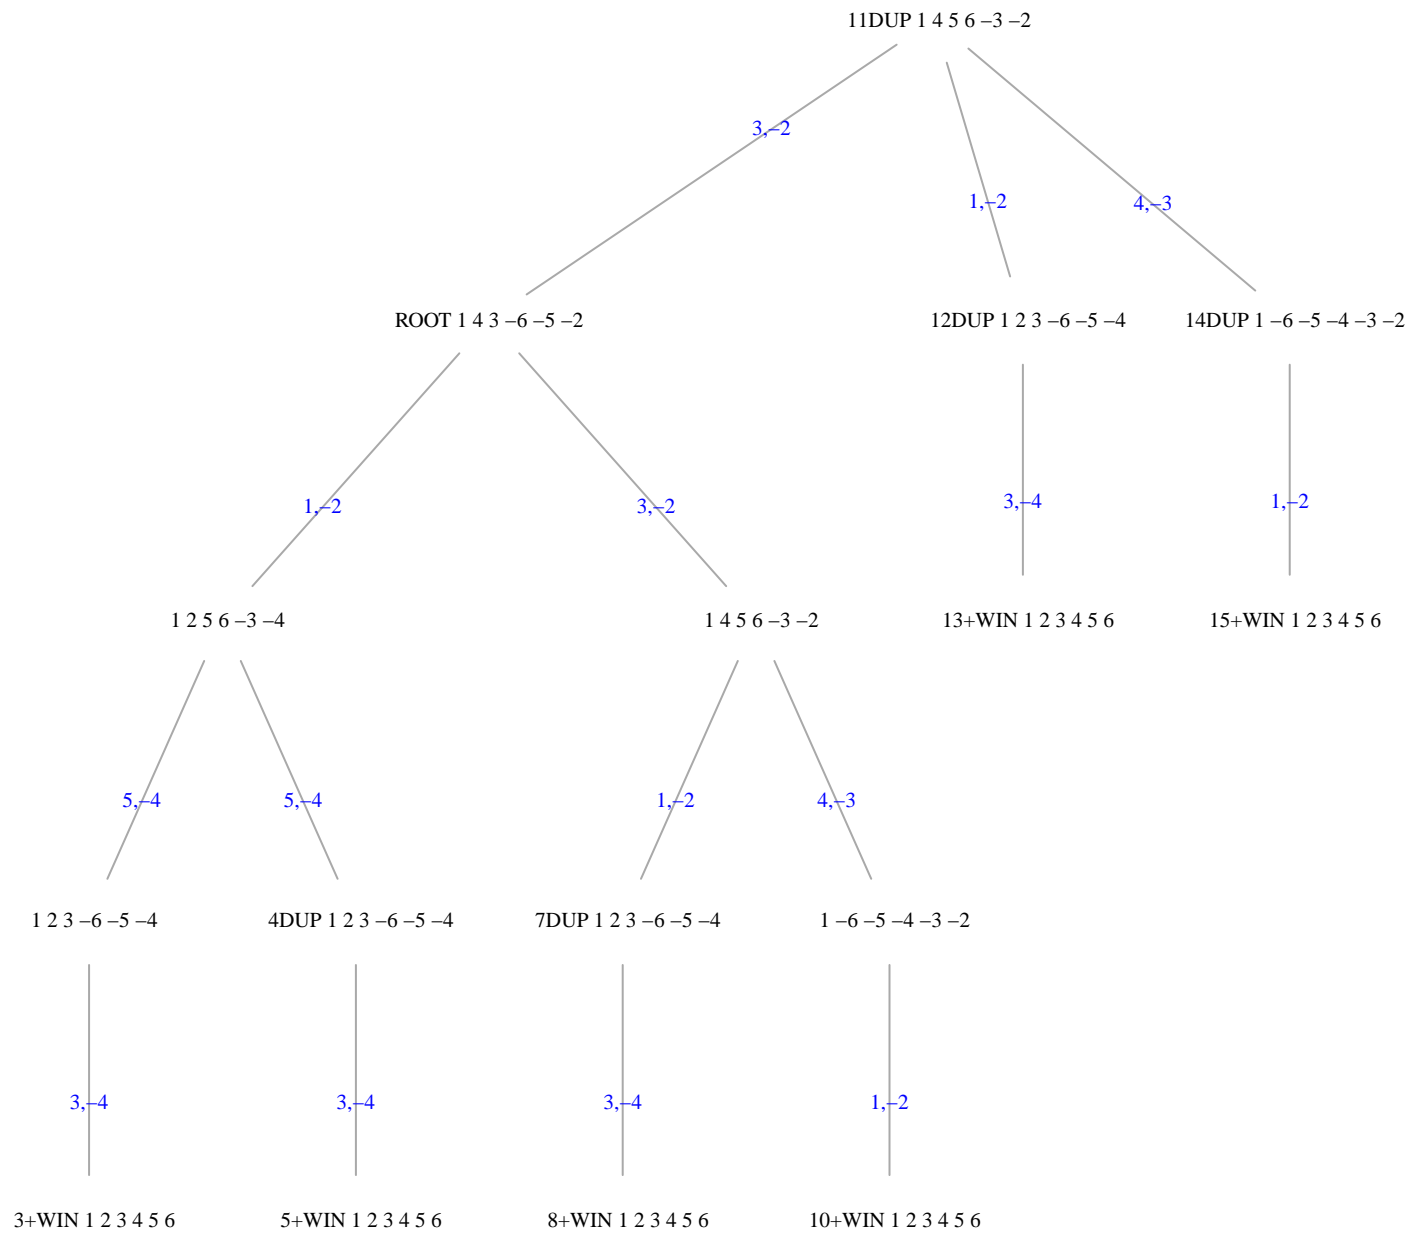 11DUP 1 4 5 6 –3 –2
3,–2
1,–2
4,–3
ROOT 1 4 3 –6 –5 –2
12DUP 1 2 3 –6 –5 –4
14DUP 1 –6 –5 –4 –3 –2
1,–2
3,–2
3,–4
1,–2
1 2 5 6 –3 –4
1 4 5 6 –3 –2
13+WIN 1 2 3 4 5 6
15+WIN 1 2 3 4 5 6
5,–4
5,–4
1,–2
4,–3
1 2 3 –6 –5 –4
4DUP 1 2 3 –6 –5 –4
7DUP 1 2 3 –6 –5 –4
1 –6 –5 –4 –3 –2
3,–4
3,–4
3,–4
1,–2
3+WIN 1 2 3 4 5 6
5+WIN 1 2 3 4 5 6
8+WIN 1 2 3 4 5 6
10+WIN 1 2 3 4 5 6